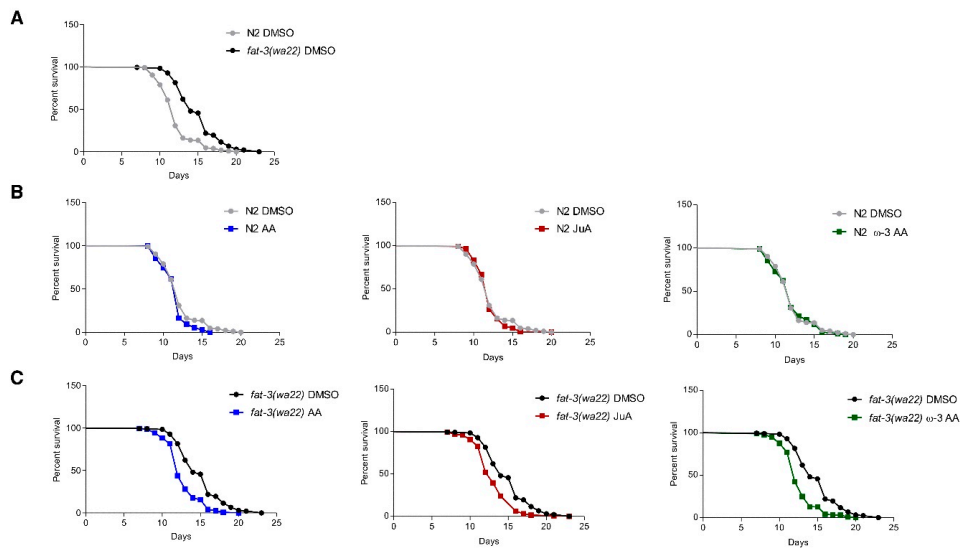 A
150
100
50
0
Percent survival
0 5 10 15 20 25
Days
N2 DMSO
fat-3(wa22) DMSO
B
150
100
50
0
Percent survival
0 5 10 15 20 25
Days
N2 DMSO
N2 AA
150
100
50
0
Percent survival
0 5 10 15 20 25
Days
N2 DMSO
N2 JuA
150
100
50
0
Percent survival
0 5 10 15 20 25
Days
N2 DMSO
N2 ω-3 AA
C
150
100
50
0
Percent survival
0 5 10 15 20 25
Days
fat-3(wa22) DMSO
fat-3(wa22) AA
150
100
50
0
Percent survival
0 5 10 15 20 25
Days
fat-3(wa22) DMSO
fat-3(wa22) JuA
150
100
50
0
Percent survival
0 5 10 15 20 25
Days
fat-3(wa22) DMSO
fat-3(wa22) ω-3 AA